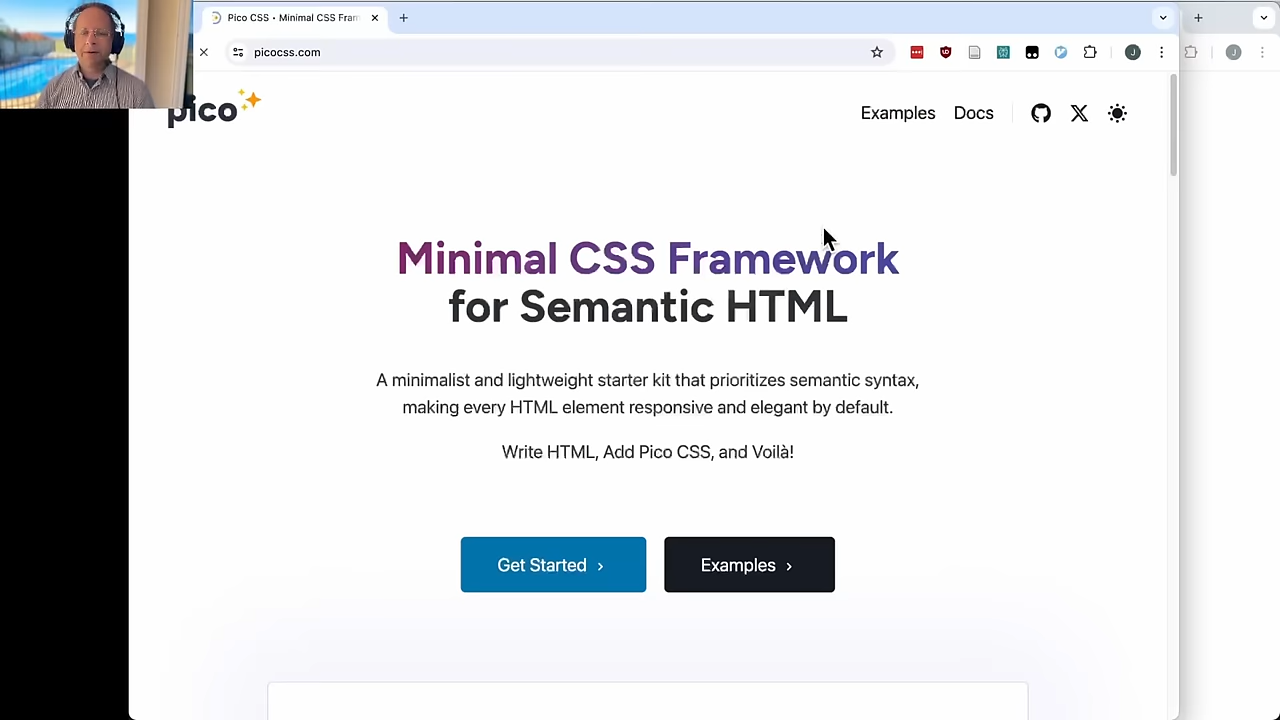 Pico CSS • Minimal CSS Fram
picocss.com
pico
Examples
Docs
Minimal CSS Framework
for Semantic HTML
A minimalist and lightweight starter kit that prioritizes semantic syntax,
making every HTML element responsive and elegant by default.
Write HTML, Add Pico CSS, and Voilà!
Get Started
Examples